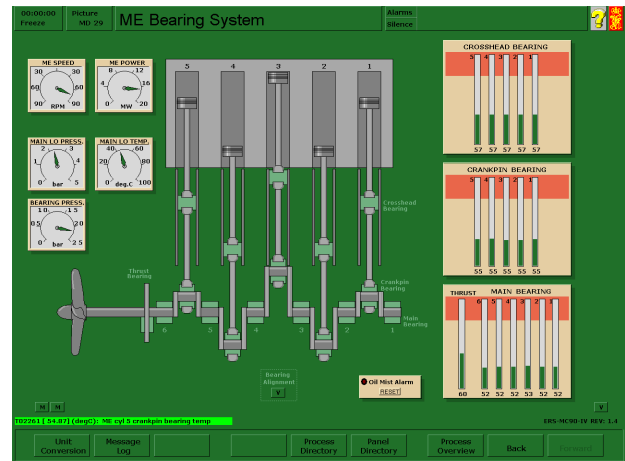 00:00:00 Picture ME Bearing System Alarms
Freeze MD 29 Silence
ME SPEED
30 30
60 60
90 RPM 90
ME POWER
8 12
4 16
0 MW 20
MAIN LO PRESS.
2 3
1 4
0 bar 5
MAIN LO TEMP.
40 60
20 80
0 deg.C 100
BEARING PRESS.
1.0 1.5
0.5 2.0
0 bar 2.5
5 4 3 2 1
Crosshead
Bearing
Thrust
Bearing
Crankpin
Bearing
Main
Bearing
6 5 4 3 2 1
Bearing
Alignment
V
CROSSHEAD BEARING
5 4 3 2 1
57 57 57 57 57
CRANKPIN BEARING
5 4 3 2 1
55 55 55 55 55
THRUST MAIN BEARING
6 5 4 3 2 1
60 52 52 52 53 52 52
Oil Mist Alarm
RESET
M M V
T02261 [ 54.87] (degC): ME cyl 5 crankpin bearing temp
ERS-MC90-IV REV: 1.4
Unit Conversion
Message Log
Process Directory
Panel Directory
Process Overview
Back
Forward